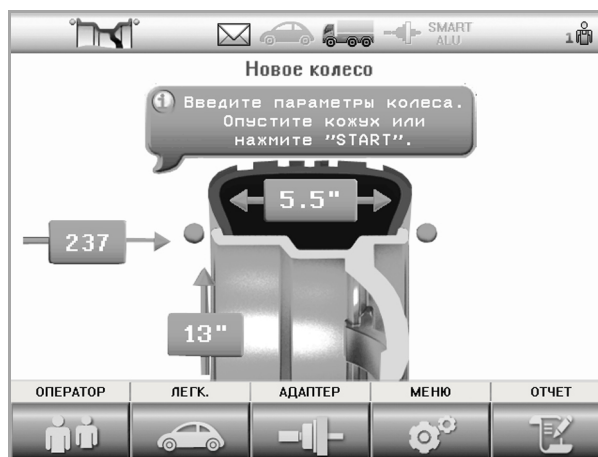 SMART
ALU
1
Новое колесо
i Введите параметры колеса.
Опустите кожух или
нажмите "START".
5.5"
237
13"
ОПЕРАТОР ЛЕГК. АДАПТЕР МЕНЮ ОТЧЕТ